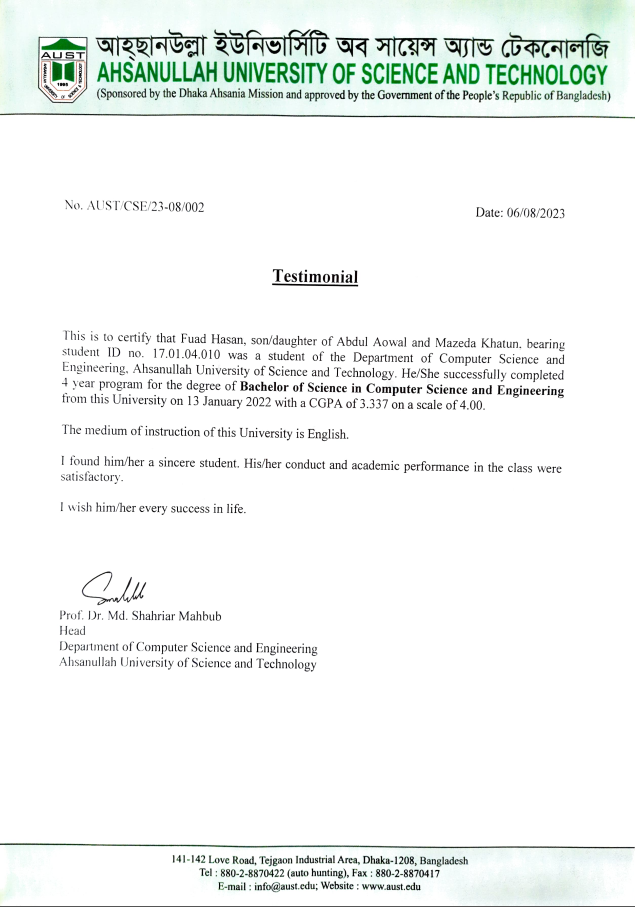 আহ্ছানউল্লা ইউনিভার্সিটি অব সায়েন্স অ্যান্ড টেকনোলজি
AUST
AHSANULLAH UNIVERSITY OF SCIENCE AND TECHNOLOGY
(Sponsored by the Dhaka Ahsania Mission and approved by the Government of the People's Republic of Bangladesh)
1995
No. AUST/CSE/23-08/002
Date: 06/08/2023
Testimonial
This is to certify that Fuad Hasan, son/daughter of Abdul Aowal and Mazeda Khatun, bearing
student ID no. 17.01.04.010 was a student of the Department of Computer Science and
Engineering, Ahsanullah University of Science and Technology. He/She successfully completed
4 year program for the degree of Bachelor of Science in Computer Science and Engineering
from this University on 13 January 2022 with a CGPA of 3.337 on a scale of 4.00.
The medium of instruction of this University is English.
I found him/her a sincere student. His/her conduct and academic performance in the class were
satisfactory.
I wish him/her every success in life.
Prof. Dr. Md. Shahriar Mahbub
Head
Department of Computer Science and Engineering
Ahsanullah University of Science and Technology
141-142 Love Road, Tejgaon Industrial Area, Dhaka-1208, Bangladesh
Tel : 880-2-8870422 (auto hunting), Fax : 880-2-8870417
E-mail : info@aust.edu; Website : www.aust.edu